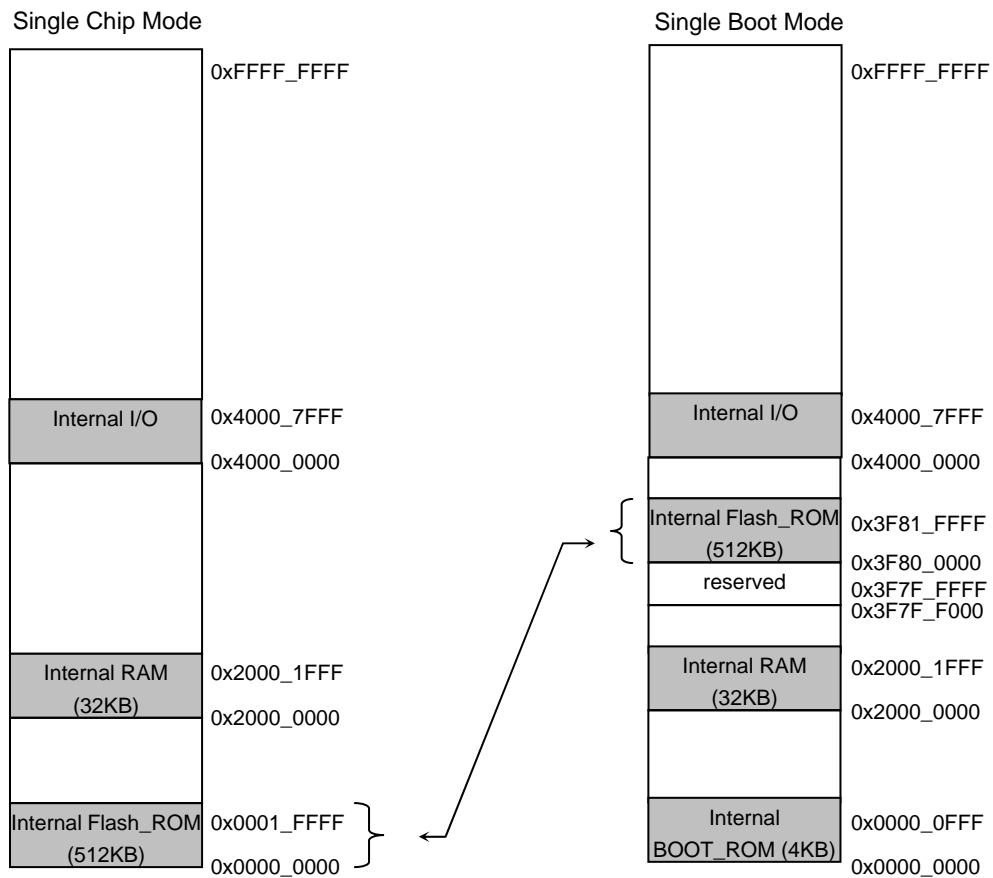 Single Chip Mode
0xFFFF_FFFF
Internal I/O
0x4000_7FFF
0x4000_0000
Internal RAM
(32KB)
0x2000_1FFF
0x2000_0000
Internal Flash_ROM
(512KB)
0x0001_FFFF
0x0000_0000
Single Boot Mode
0xFFFF_FFFF
Internal I/O
0x4000_7FFF
0x4000_0000
Internal Flash_ROM
(512KB)
0x3F81_FFFF
0x3F80_0000
reserved
0x3F7F_FFFF
0x3F7F_F000
Internal RAM
(32KB)
0x2000_1FFF
0x2000_0000
Internal
BOOT_ROM (4KB)
0x0000_0FFF
0x0000_0000